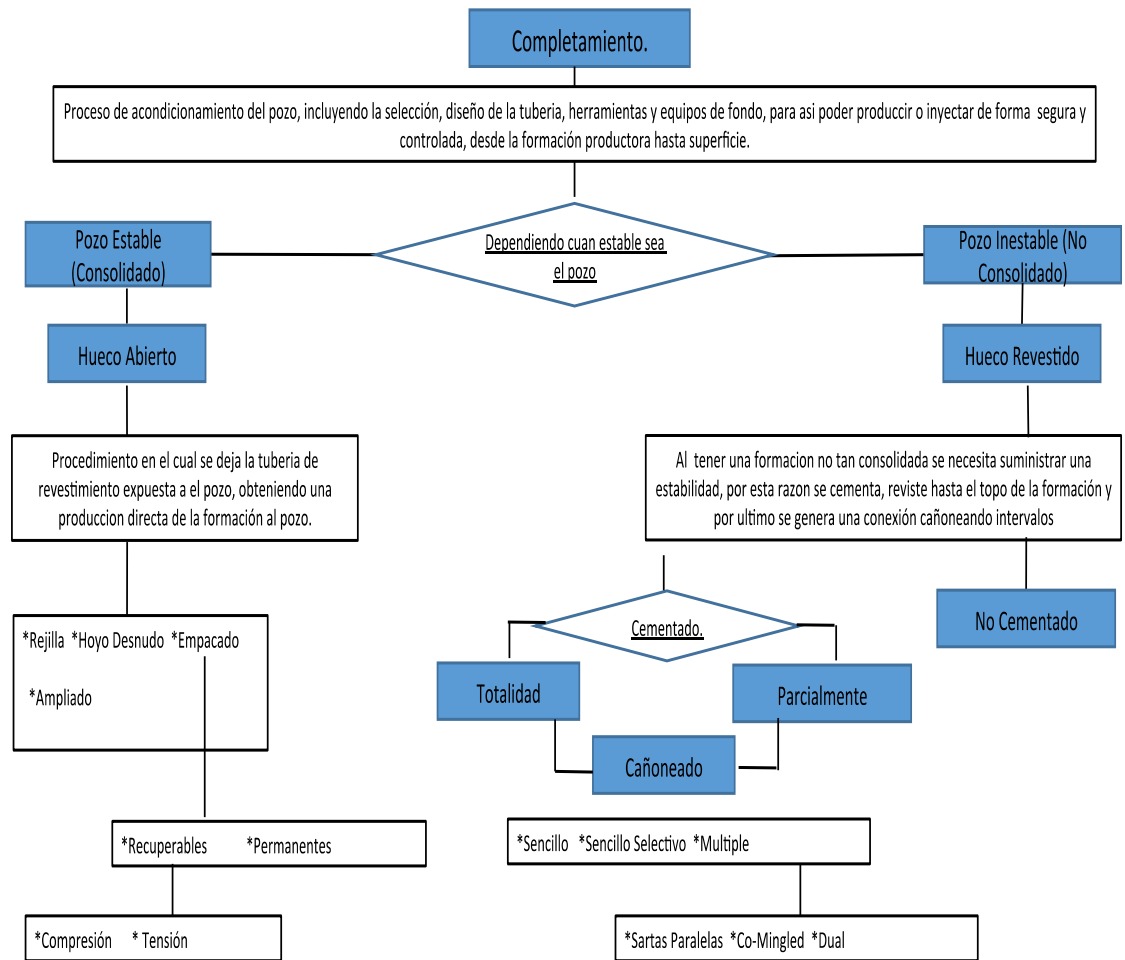 Completamiento.
Proceso de acondicionamiento del pozo, incluyendo la selección, diseño de la tuberia, herramientas y equipos de fondo, para asi poder produccir o inyectar de forma segura y
controlada, desde la formación productora hasta superficie.
Dependiendo cuan estable sea
el pozo
Pozo Estable
(Consolidado)
Pozo Inestable (No
Consolidado)
Hueco Abierto
Hueco Revestido
Procedimiento en el cual se deja la tuberia de
revestimiento expuesta a el pozo, obteniendo una
produccion directa de la formación al pozo.
Al tener una formacion no tan consolidada se necesita suministrar una
estabilidad, por esta razon se cementa, reviste hasta el topo de la formación y
por ultimo se genera una conexión cañoneando intervalos
*Rejilla *Hoyo Desnudo *Empacado
*Ampliado
Cementado.
No Cementado
Totalidad
Parcialmente
Cañoneado
*Recuperables *Permanentes
*Sencillo *Sencillo Selectivo *Multiple
*Compresión * Tensión
*Sartas Paralelas *Co-Mingled *Dual